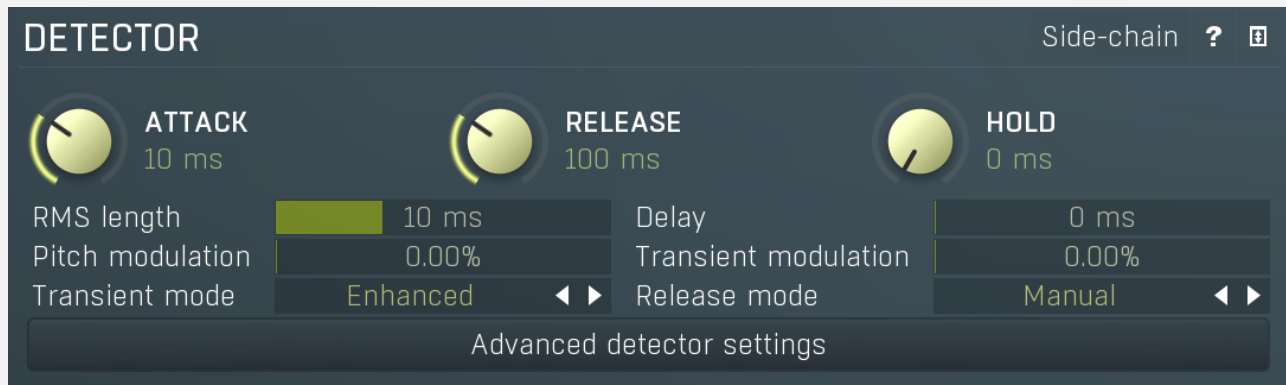 DETECTOR Side-chain ?
ATTACK RELEASE HOLD
10 ms 100 ms 0 ms
RMS length 10 ms Delay 0 ms
Pitch modulation 0.00% Transient modulation 0.00%
Transient mode Enhanced Release mode Manual
Advanced detector settings